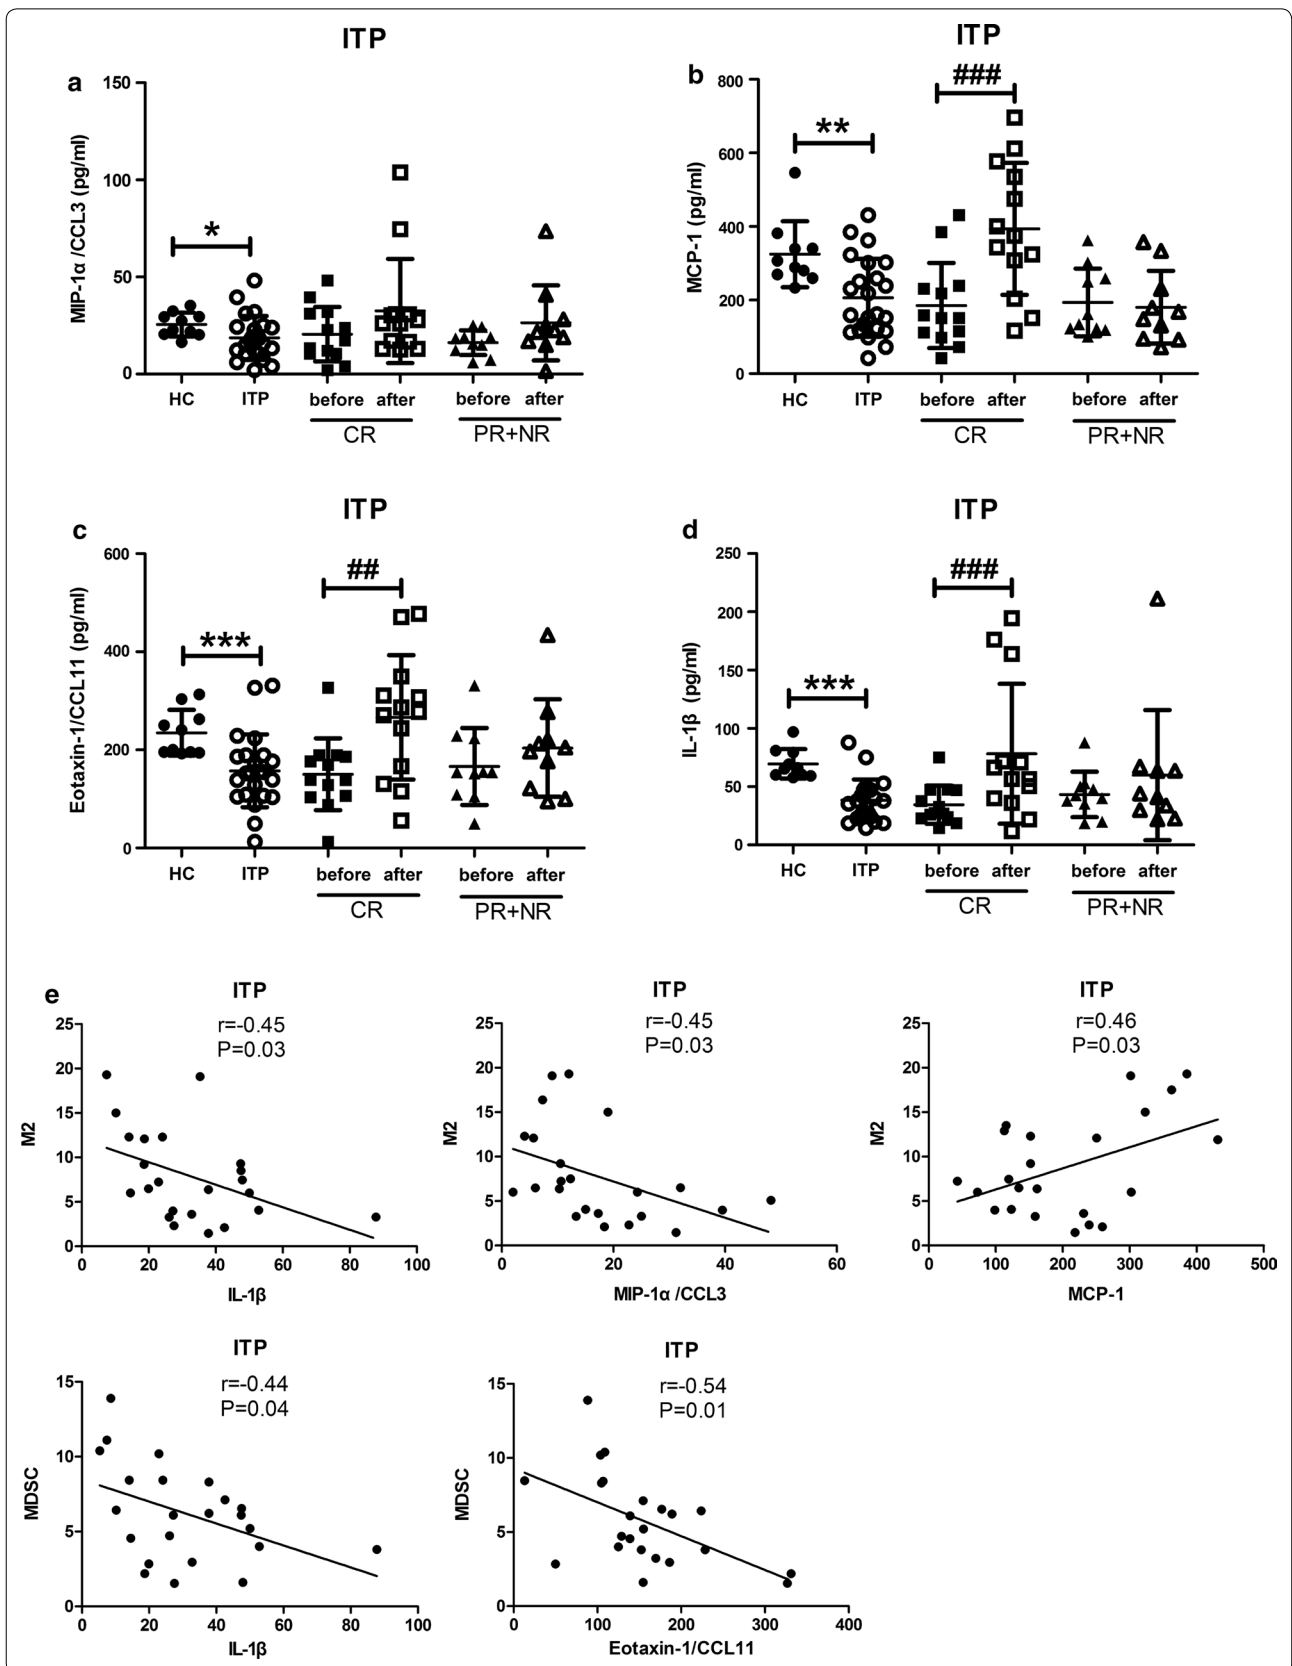 ITP
a
MIP-1α /CCL3 (pg/ml)
150
100
50
0
*
HC ITP before after before after
CR PR+NR
ITP
b
MCP-1 (pg/ml)
800
600
400
200
0
**
###
HC ITP before after before after
CR PR+NR
ITP
c
Eotaxin-1/CCL11 (pg/ml)
600
400
200
0
***
##
HC ITP before after before after
CR PR+NR
ITP
d
IL-1β (pg/ml)
250
200
150
100
50
0
***
###
HC ITP before after before after
CR PR+NR
e
ITP
r=-0.45
P=0.03
M2
25
20
15
10
5
0
0 20 40 60 80 100
IL-1β
ITP
r=-0.45
P=0.03
M2
25
20
15
10
5
0
0 20 40 60
MIP-1α /CCL3
ITP
r=0.46
P=0.03
M2
25
20
15
10
5
0
0 100 200 300 400 500
MCP-1
ITP
r=-0.44
P=0.04
MDSC
15
10
5
0
0 20 40 60 80 100
IL-1β
ITP
r=-0.54
P=0.01
MDSC
15
10
5
0
0 100 200 300 400
Eotaxin-1/CCL11